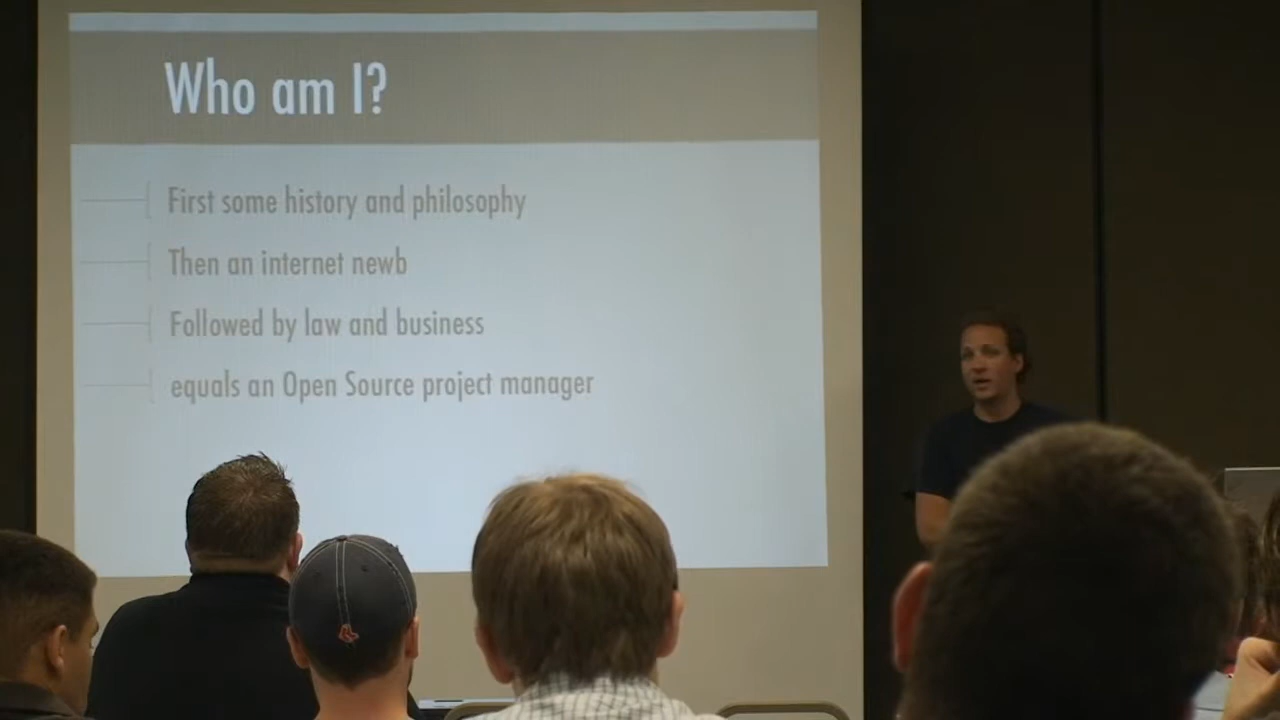 Who am I?
First some history and philosophy
Then an internet newb
Followed by law and business
equals an Open Source project manager